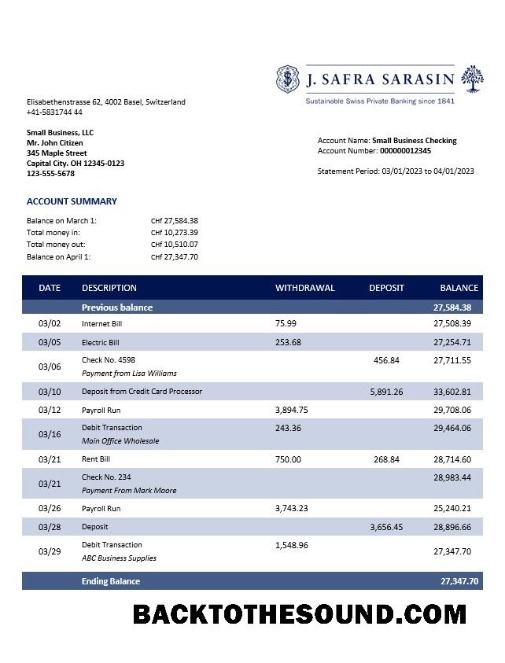 J. SAFRA SARASIN
Sustainable Swiss Private Banking since 1841
Elisabethenstrasse 62, 4002 Basel, Switzerland
+41-5831744 44
Small Business, LLC
Mr. John Citizen
345 Maple Street
Capital City. OH 12345-0123
123-555-5678
Account Name: Small Business Checking
Account Number: 000000012345
Statement Period: 03/01/2023 to 04/01/2023
ACCOUNT SUMMARY
Balance on March 1: CHf 27,584.38
Total money in: CHf 10,273.39
Total money out: CHf 10,510.07
Balance on April 1: CHf 27,347.70
DATE DESCRIPTION WITHDRAWAL DEPOSIT BALANCE
Previous balance 27,584.38
03/02 Internet Bill 75.99 27,508.39
03/05 Electric Bill 253.68 27,254.71
03/06 Check No. 4598 456.84 27,711.55
Payment from Lisa Williams
03/10 Deposit from Credit Card Processor 5,891.26 33,602.81
03/12 Payroll Run 3,894.75 29,708.06
03/16 Debit Transaction 243.36 29,464.06
Main Office Wholesale
03/21 Rent Bill 750.00 268.84 28,714.60
03/21 Check No. 234 28,983.44
Payment From Mark Moore
03/26 Payroll Run 3,743.23 25,240.21
03/28 Deposit 3,656.45 28,896.66
03/29 Debit Transaction 1,548.96 27,347.70
ABC Business Supplies
Ending Balance 27,347.70
BACKTOTHESOUND.COM